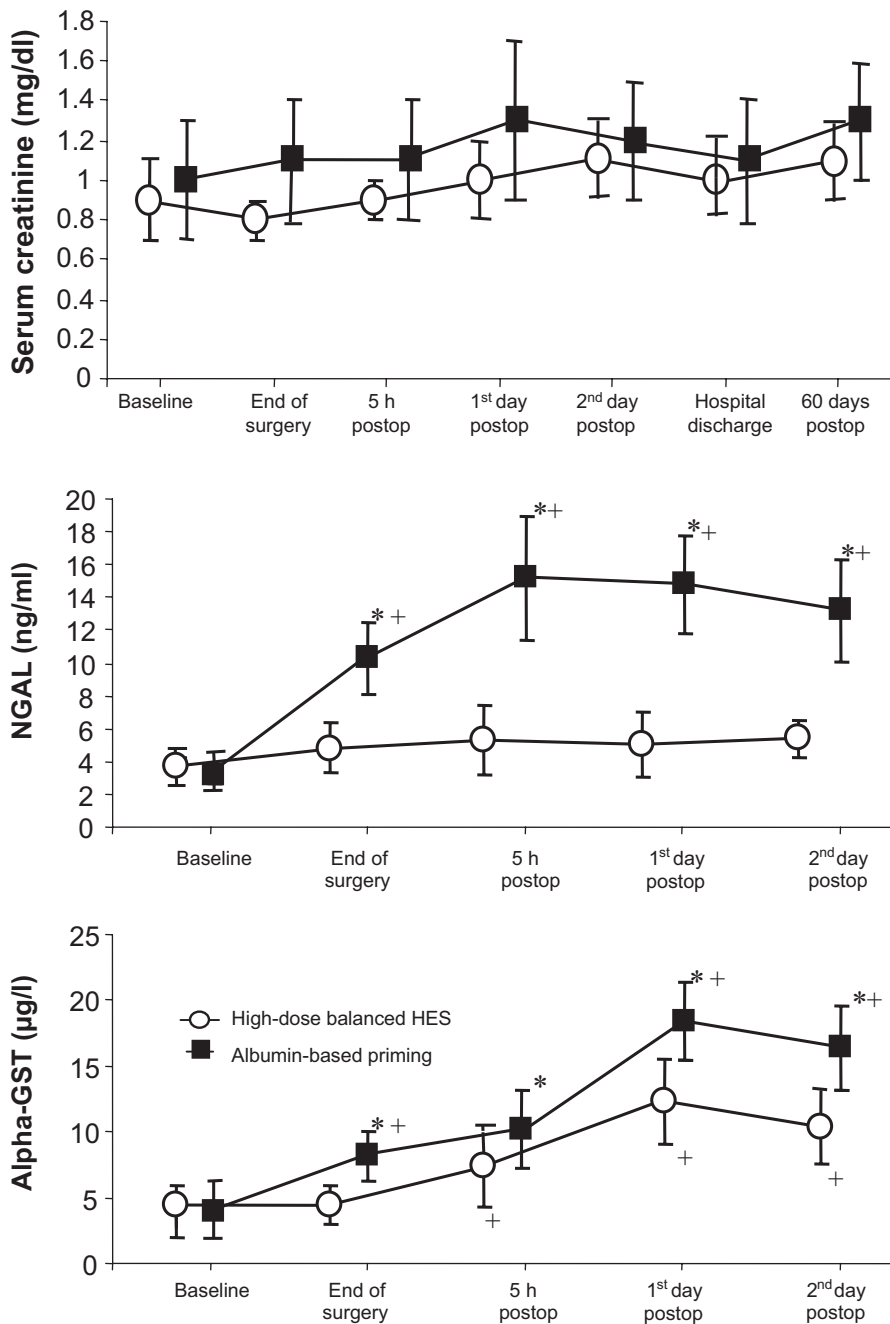 Serum creatinine (mg/dl)
1.8
1.6
1.4
1.2
1
0.8
0.6
0.4
0.2
0
Baseline
End of
surgery
5 h
postop
1st day
postop
2nd day
postop
Hospital
discharge
60 days
postop
NGAL (ng/ml)
20
18
16
14
12
10
8
6
4
2
0
*+
*+
*+
*+
Baseline
End of
surgery
5 h
postop
1st day
postop
2nd day
postop
Alpha-GST (µg/l)
25
20
15
10
5
0
High-dose balanced HES
Albumin-based priming
*+
*
+
*+
+
*+
+
Baseline
End of
surgery
5 h
postop
1st day
postop
2nd day
postop